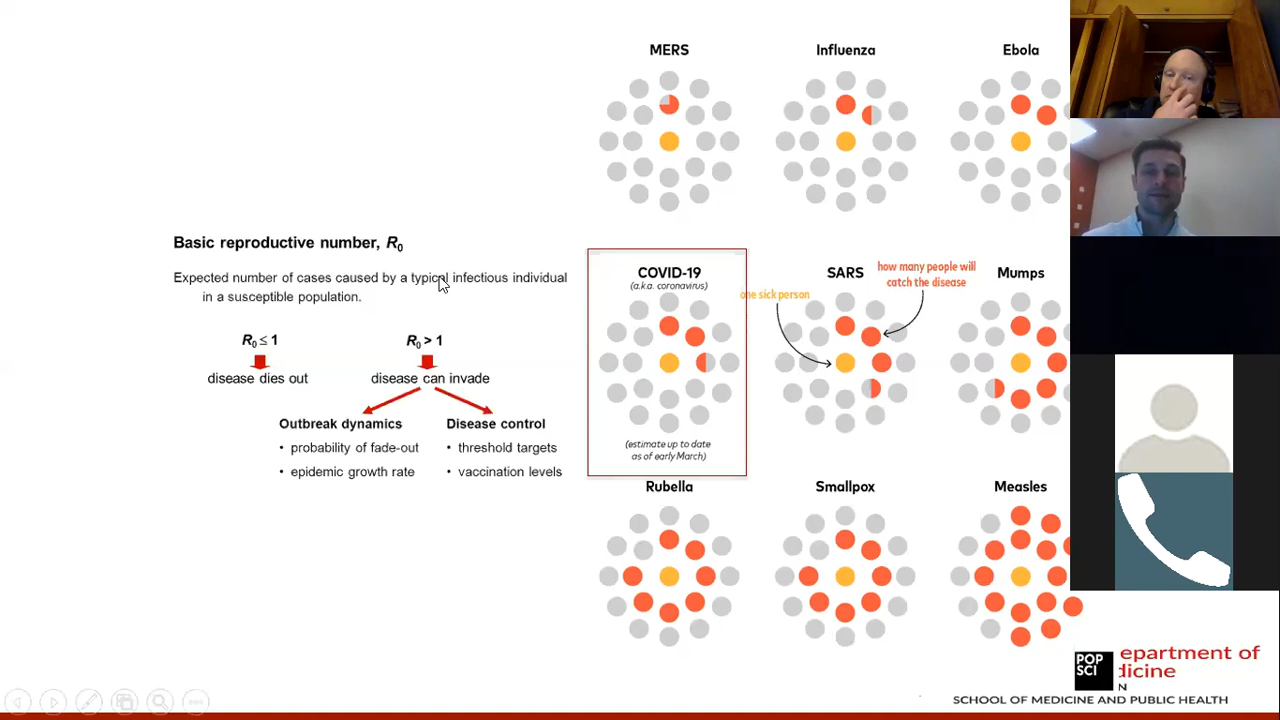 MERS
Influenza
Ebola
Basic reproductive number, R0
Expected number of cases caused by a typical infectious individual
in a susceptible population.
R0 ≤ 1
R0 > 1
disease dies out
disease can invade
Outbreak dynamics
• probability of fade-out
• epidemic growth rate
Disease control
• threshold targets
• vaccination levels
COVID-19
(a.k.a. coronavirus)
(estimate up to date
as of early March)
one sick person
SARS
how many people will
catch the disease
Mumps
Rubella
Smallpox
Measles
POP
SCI
epartment of
dicine
N
SCHOOL OF MEDICINE AND PUBLIC HEALTH